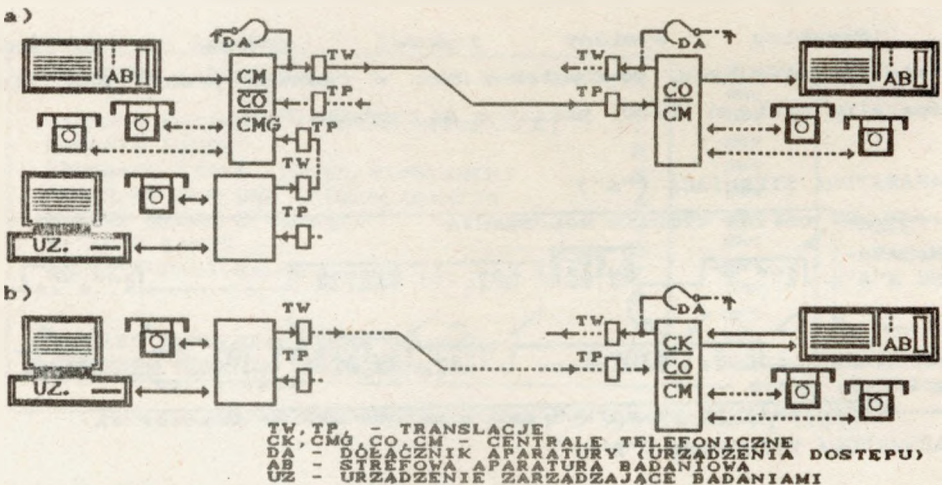 a)
DA
TW
TW
DA
AB
CM
TP
TP
CO
AB
CO
CM
CMG
TP
TW
TP
UZ.
b)
TW
TW
DA
CK
AB
TP
TP
CO
UZ.
CM
TW, TP, - TRANSLACJE
CK, CMG, CO, CM - CENTRALE TELEFONICZNE
DA - DOŁĄCZNIK APARATURY (URZĄDZENIA DOSTĘPU)
AB - STREFOWA APARATURA BADANIOWA
UZ - URZĄDZENIE ZARZĄDZAJĄCE BADANIAMI